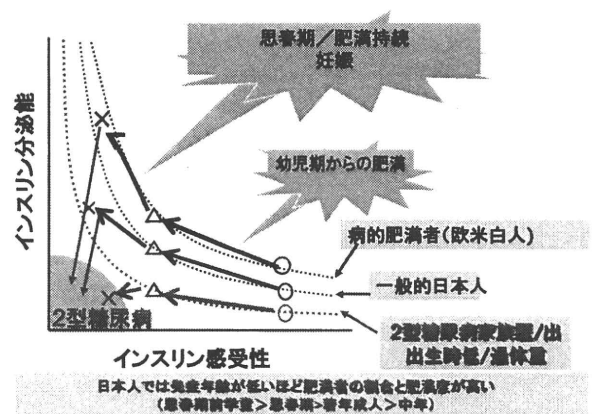 思春期／肥満持続
妊娠
幼児期からの肥満
インスリン分泌能
病的肥満者(欧米白人)
一般的日本人
2型糖尿病
2型糖尿病家族歴/出
出生時低/過体重
インスリン感受性
日本人では発症年齢が低いほど肥満者の割合と肥満度が高い
(思春期前学童＞思春期>若年成人＞中年)